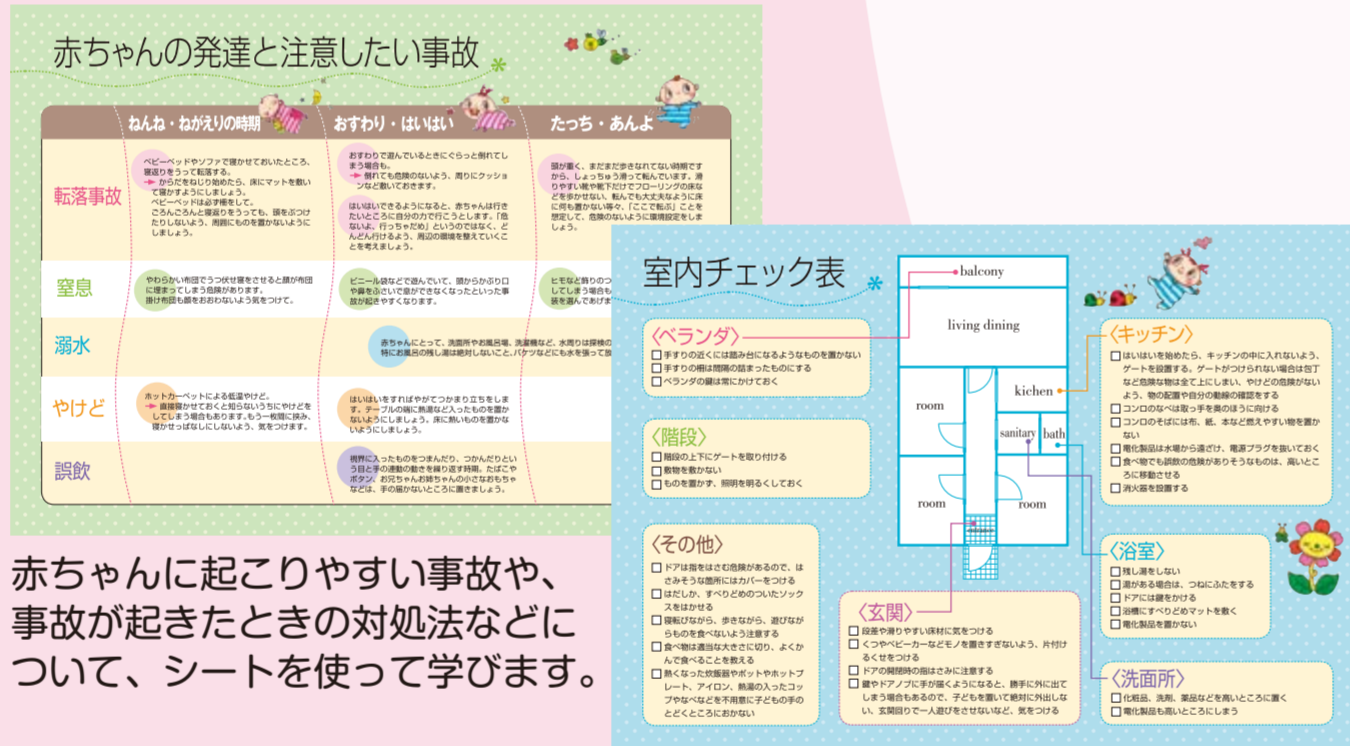 赤ちゃんの発達と注意したい事故
ねんね・ねがえりの時期
おすわり・はいはい
たっち・あんよ
転落事故
ベビーベッドやソファで寝かせておいたところ、
寝返りをうって転落する。
→ からだをねじり始めたら、床にマットを敷い
て寝かすようにしましょう。
ベビーベッドは必ず柵をして。
ごろんごろんと寝返りをうっても、頭をぶつけ
たりしないよう、周囲にものを置かないように
しましょう。
おすわりで遊んでいるときにぐらっと倒れてし
まう場合も。
→ 倒れても危険のないよう、周りにクッショ
ンなど敷いておきます。
はいはいできるようになると、赤ちゃんは行き
たいところに自分の力で行こうとします。「危
ないよ、行っちゃだめ」というのではなく、ど
んどん行けるよう、周辺の環境を整えていくこ
とを考えましょう。
頭が重く、まだまだ歩きなれてない時期です
から、しょっちゅう滑って転んでいます。滑
りやすい靴や靴下だけでフローリングの床な
どを歩かせない、転んでも大丈夫なように床
に何も置かない等々、「ここで転ぶ」ことを
想定して、危険のないように環境設定をしま
しょう。
窒息
やわらかい布団でうつ伏せ寝をさせると顔が布団
に埋まってしまう危険があります。
掛け布団も顔をおおわないよう気をつけて。
ビニール袋などで遊んでいて、頭からかぶり口
や鼻をふさいで息ができなくなったといった事
故が起きやすくなります。
ヒモなど飾りのつ
してしまう場合も
装を選んであげま
溺水
赤ちゃんにとって、洗面所やお風呂場、洗濯機など、水周りは探検の
特にお風呂の残し湯は絶対しないこと、バケツなどにも水を張って放
やけど
ホットカーペットによる低温やけど。
→ 直接寝かせておくと知らないうちにやけどを
してしまう場合もあります。もう一枚間に挟み、
寝かせっぱなしにしないよう、気をつけます。
はいはいをすればやがてつかまり立ちをしま
す。テーブルの端に熱湯など入ったものを置か
ないようにしましょう。床に熱い物を置かな
いようにしましょう。
誤飲
視界に入ったものをつまんだり、つかんだりとい
う目と手の連動の動きを繰り返す時期。たばこや
ボタン、お兄ちゃんお姉ちゃんの小さなおもちゃ
などは、手の届かないところに置きましょう。
赤ちゃんに起こりやすい事故や、
事故が起きたときの対処法などに
ついて、シートを使って学びます。
室内チェック表
〈ベランダ〉
□ 手すりの近くには踏み台になるようなものを置かない
□ 手すりの柵は間隔の詰まったものにする
□ ベランダの鍵は常にかけておく
〈階段〉
□ 階段の上下にゲートを取り付ける
□ 敷物を敷かない
□ ものを置かず、照明を明るくしておく
〈その他〉
□ ドアは指をはさむ危険があるので、は
さみそうな箇所にはカバーをつける
□ はだしか、すべりどめのついたソック
スをはかせる
□ 寝転びながら、歩きながら、遊びなが
らものを食べないよう注意する
□ 食べ物は適当な大きさに切り、よくか
んで食べることを教える
□ 熱くなった炊飯器やポットやホットプ
レート、アイロン、熱湯の入ったコッ
プやなべなどを不用意に子どもの手の
とどくところにおかない
balcony
living dining
kichen
room
sanitary
bath
room
room
〈玄関〉
□ 段差や滑りやすい床材に気をつける
□ くつやベビーカーなどモノを置きすぎないよう、片付け
るくせをつける
□ ドアの開閉時の指はさみに注意する
□ 鍵やドアノブに手が届くようになると、勝手に外に出て
しまう場合もあるので、子どもを置いて絶対に外出しな
い、玄関回りで一人遊びをさせないなど、気をつける
〈キッチン〉
□ はいはいを始めたら、キッチンの中に入れないよう、
ゲートを設置する。ゲートがつけられない場合は包丁
など危険な物は全て上にしまい、やけどの危険がない
よう、物の配置や自分の動線の確認をする
□ コンロのなべは取っ手を奥のほうに向ける
□ コンロのそばには布、紙、本など燃えやすい物を置か
ない
□ 電化製品は水場から遠ざけ、電源プラグを抜いておく
□ 食べ物でも誤飲の危険がありそうなものは、高いとこ
ろに移動させる
□ 消火器を設置する
〈浴室〉
□ 残し湯をしない
□ 湯がある場合は、つねにふたをする
□ ドアには鍵をかける
□ 浴槽にすべりどめマットを敷く
□ 電化製品を置かない
〈洗面所〉
□ 化粧品、洗剤、薬品などを高いところに置く
□ 電化製品も高いところにしまう